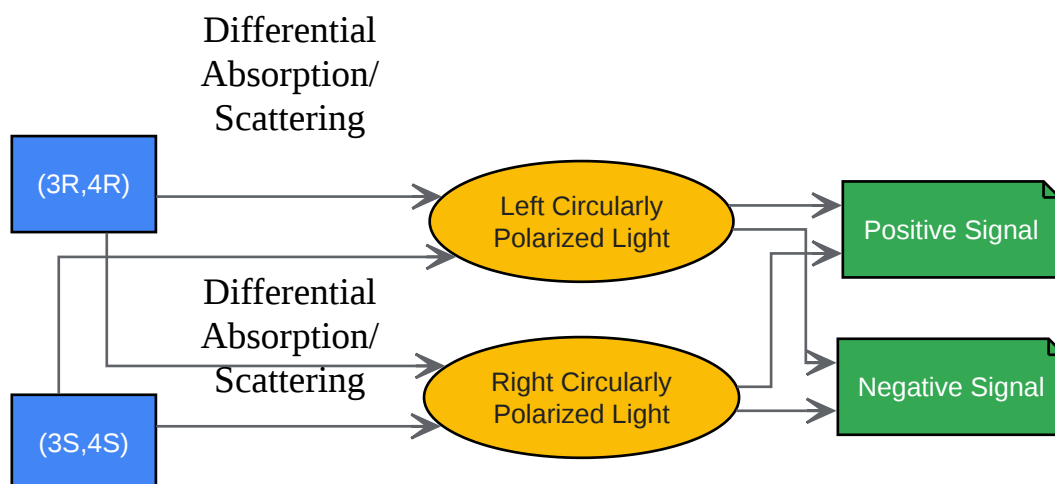 Differential
Absorption/
Scattering
(3R,4R)
Left Circularly
Polarized Light
Positive Signal
Differential
Absorption/
Scattering
Right Circularly
Polarized Light
Negative Signal
(3S,4S)